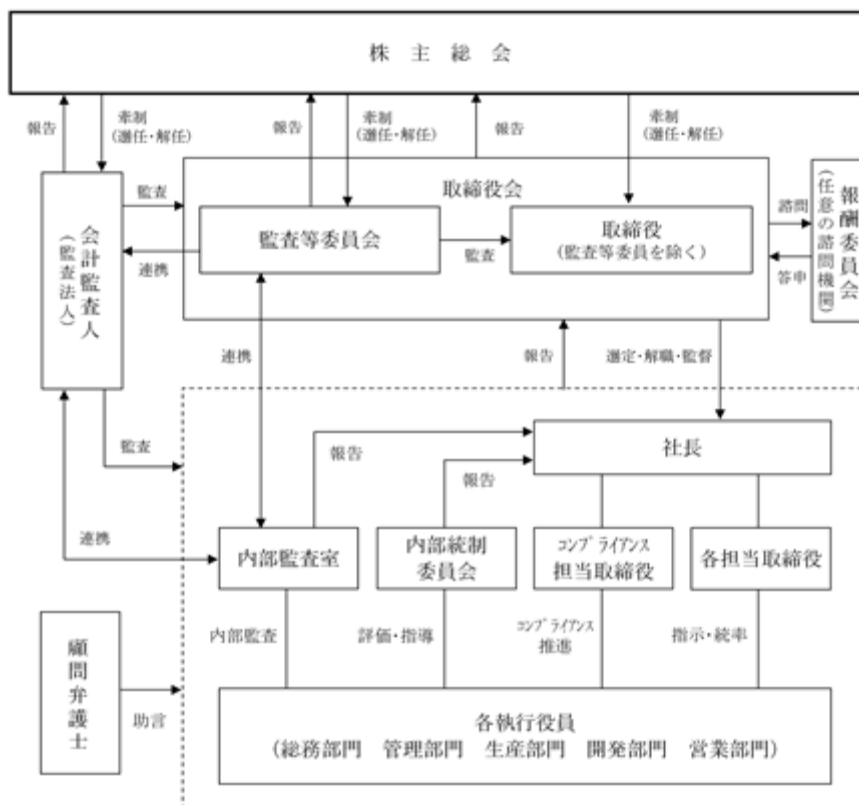 株主総会
報告
牽制
(選任・解任)
報告
牽制
(選任・解任)
報告
牽制
(選任・解任)
取締役会
監査
監査等委員会
監査
取締役
(監査等委員を除く)
連携
会計監査人
(監査法人)
諮問
答申
報酬委員会
(任意の諮問機関)
連携
報告
選定・解職・監督
監査
連携
報告
報告
社長
内部監査室
内部統制
委員会
コンプライアンス
担当取締役
各担当取締役
内部監査
評価・指導
コンプライアンス
推進
指示・統率
顧問弁護士
助言
各執行役員
(総務部門 管理部門 生産部門 開発部門 営業部門)